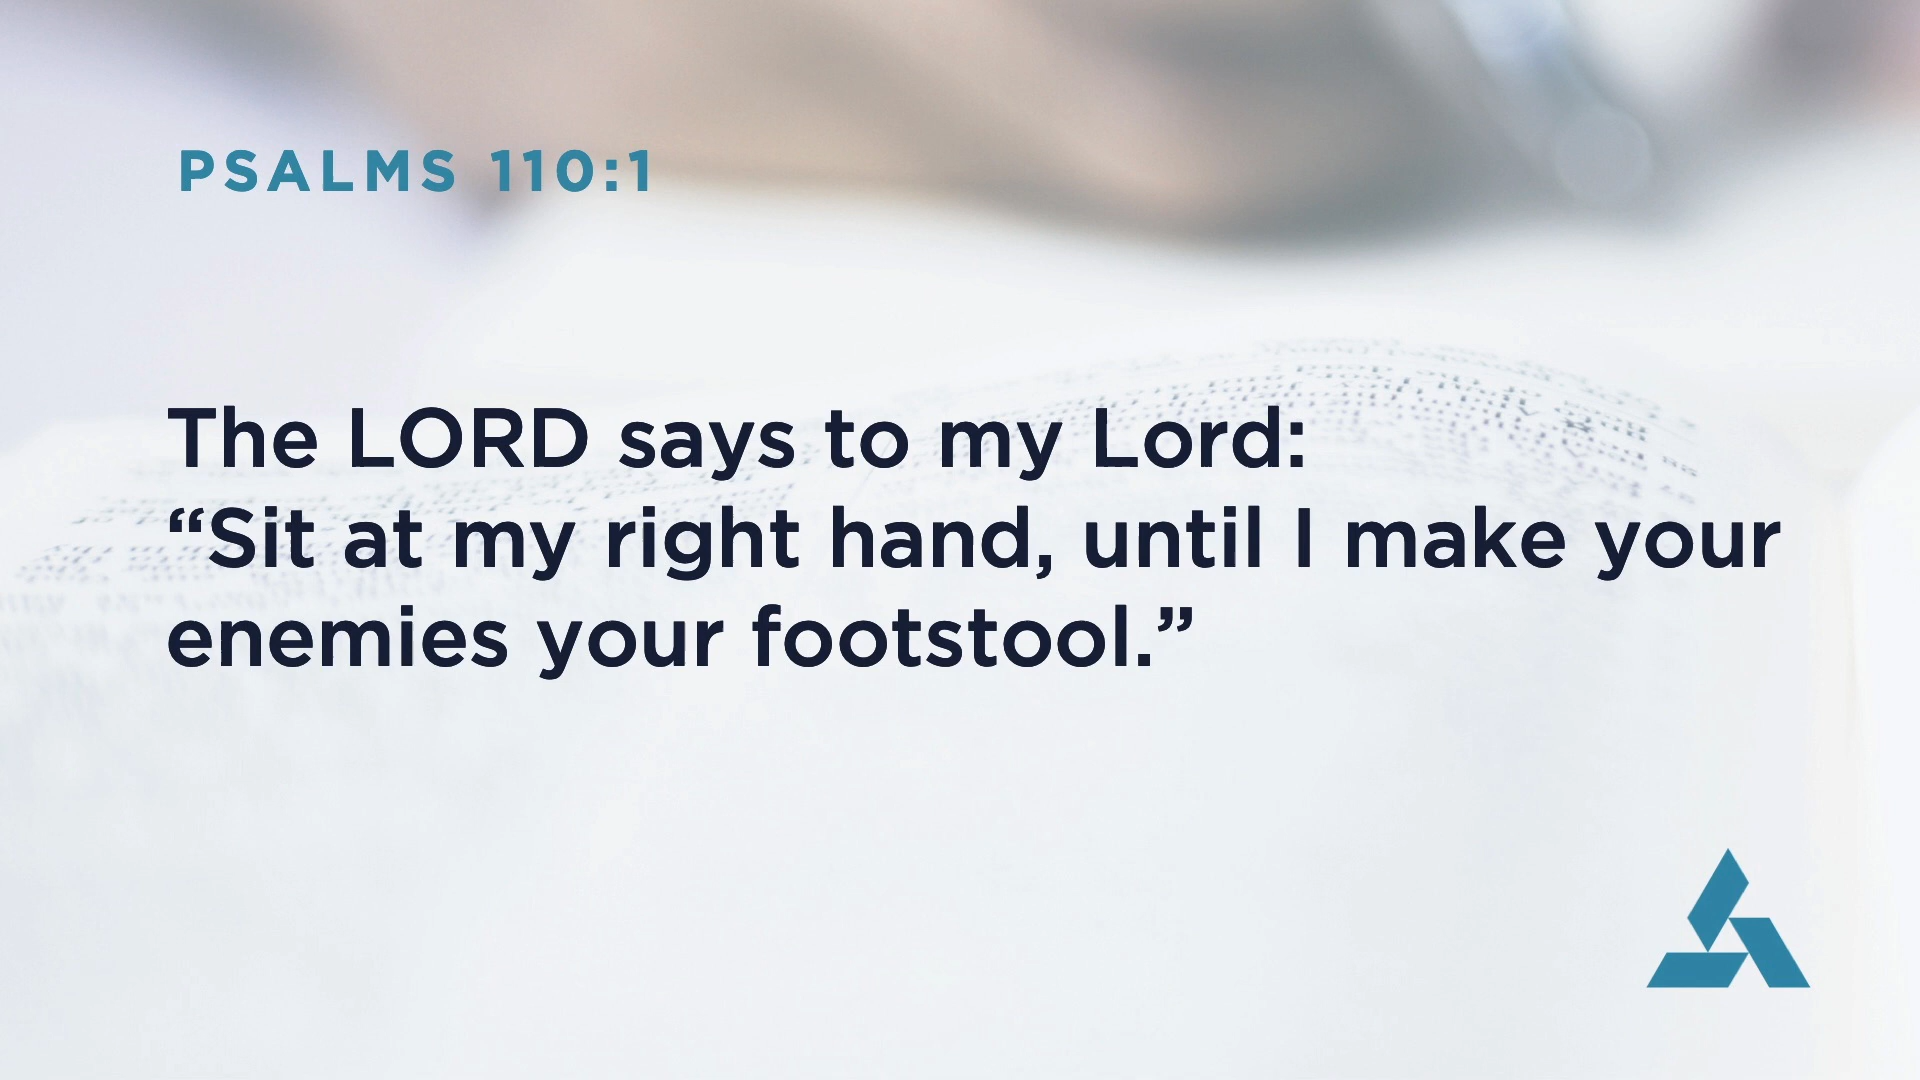 PSALMS 110:1
The LORD says to my Lord:
“Sit at my right hand, until I make your
enemies your footstool.”